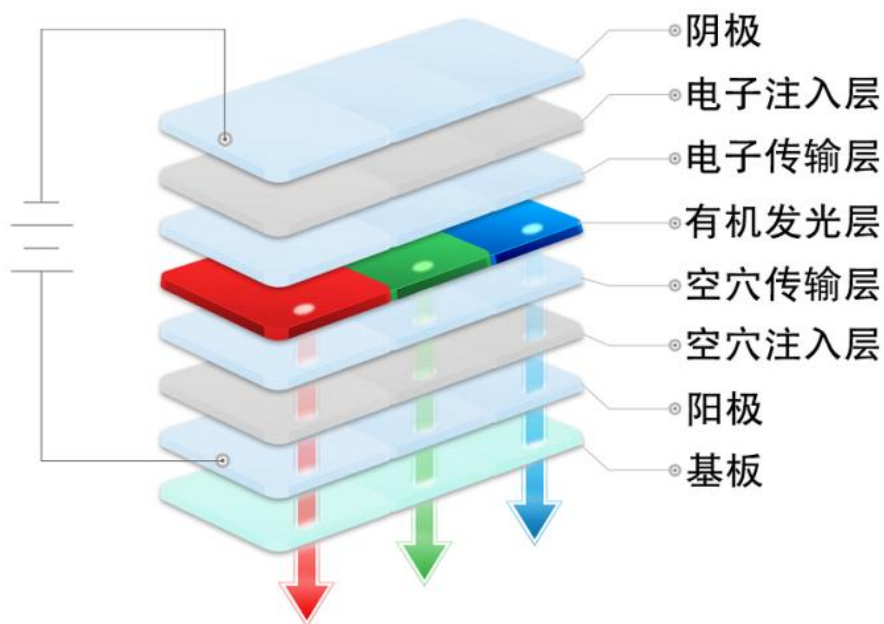 阴极
电子注入层
电子传输层
有机发光层
空穴传输层
空穴注入层
阳极
基板